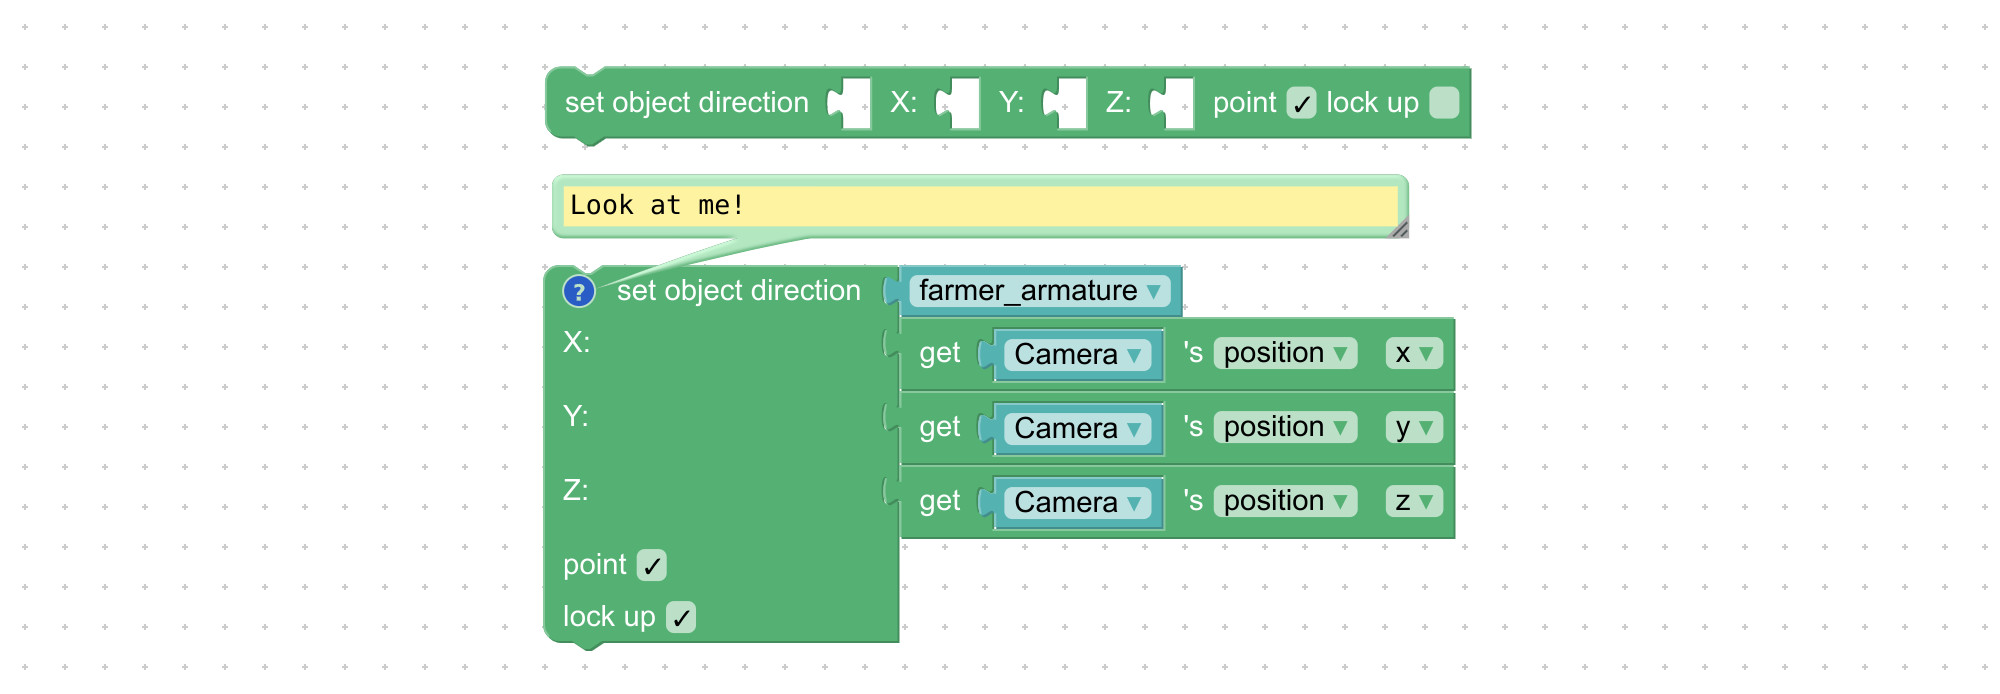 set object direction X: Y: Z: point ✓ lock up
Look at me!
? set object direction farmer_armature ▼
X: get Camera ▼ 's position ▼ x ▼
Y: get Camera ▼ 's position ▼ y ▼
Z: get Camera ▼ 's position ▼ z ▼
point ✓
lock up ✓